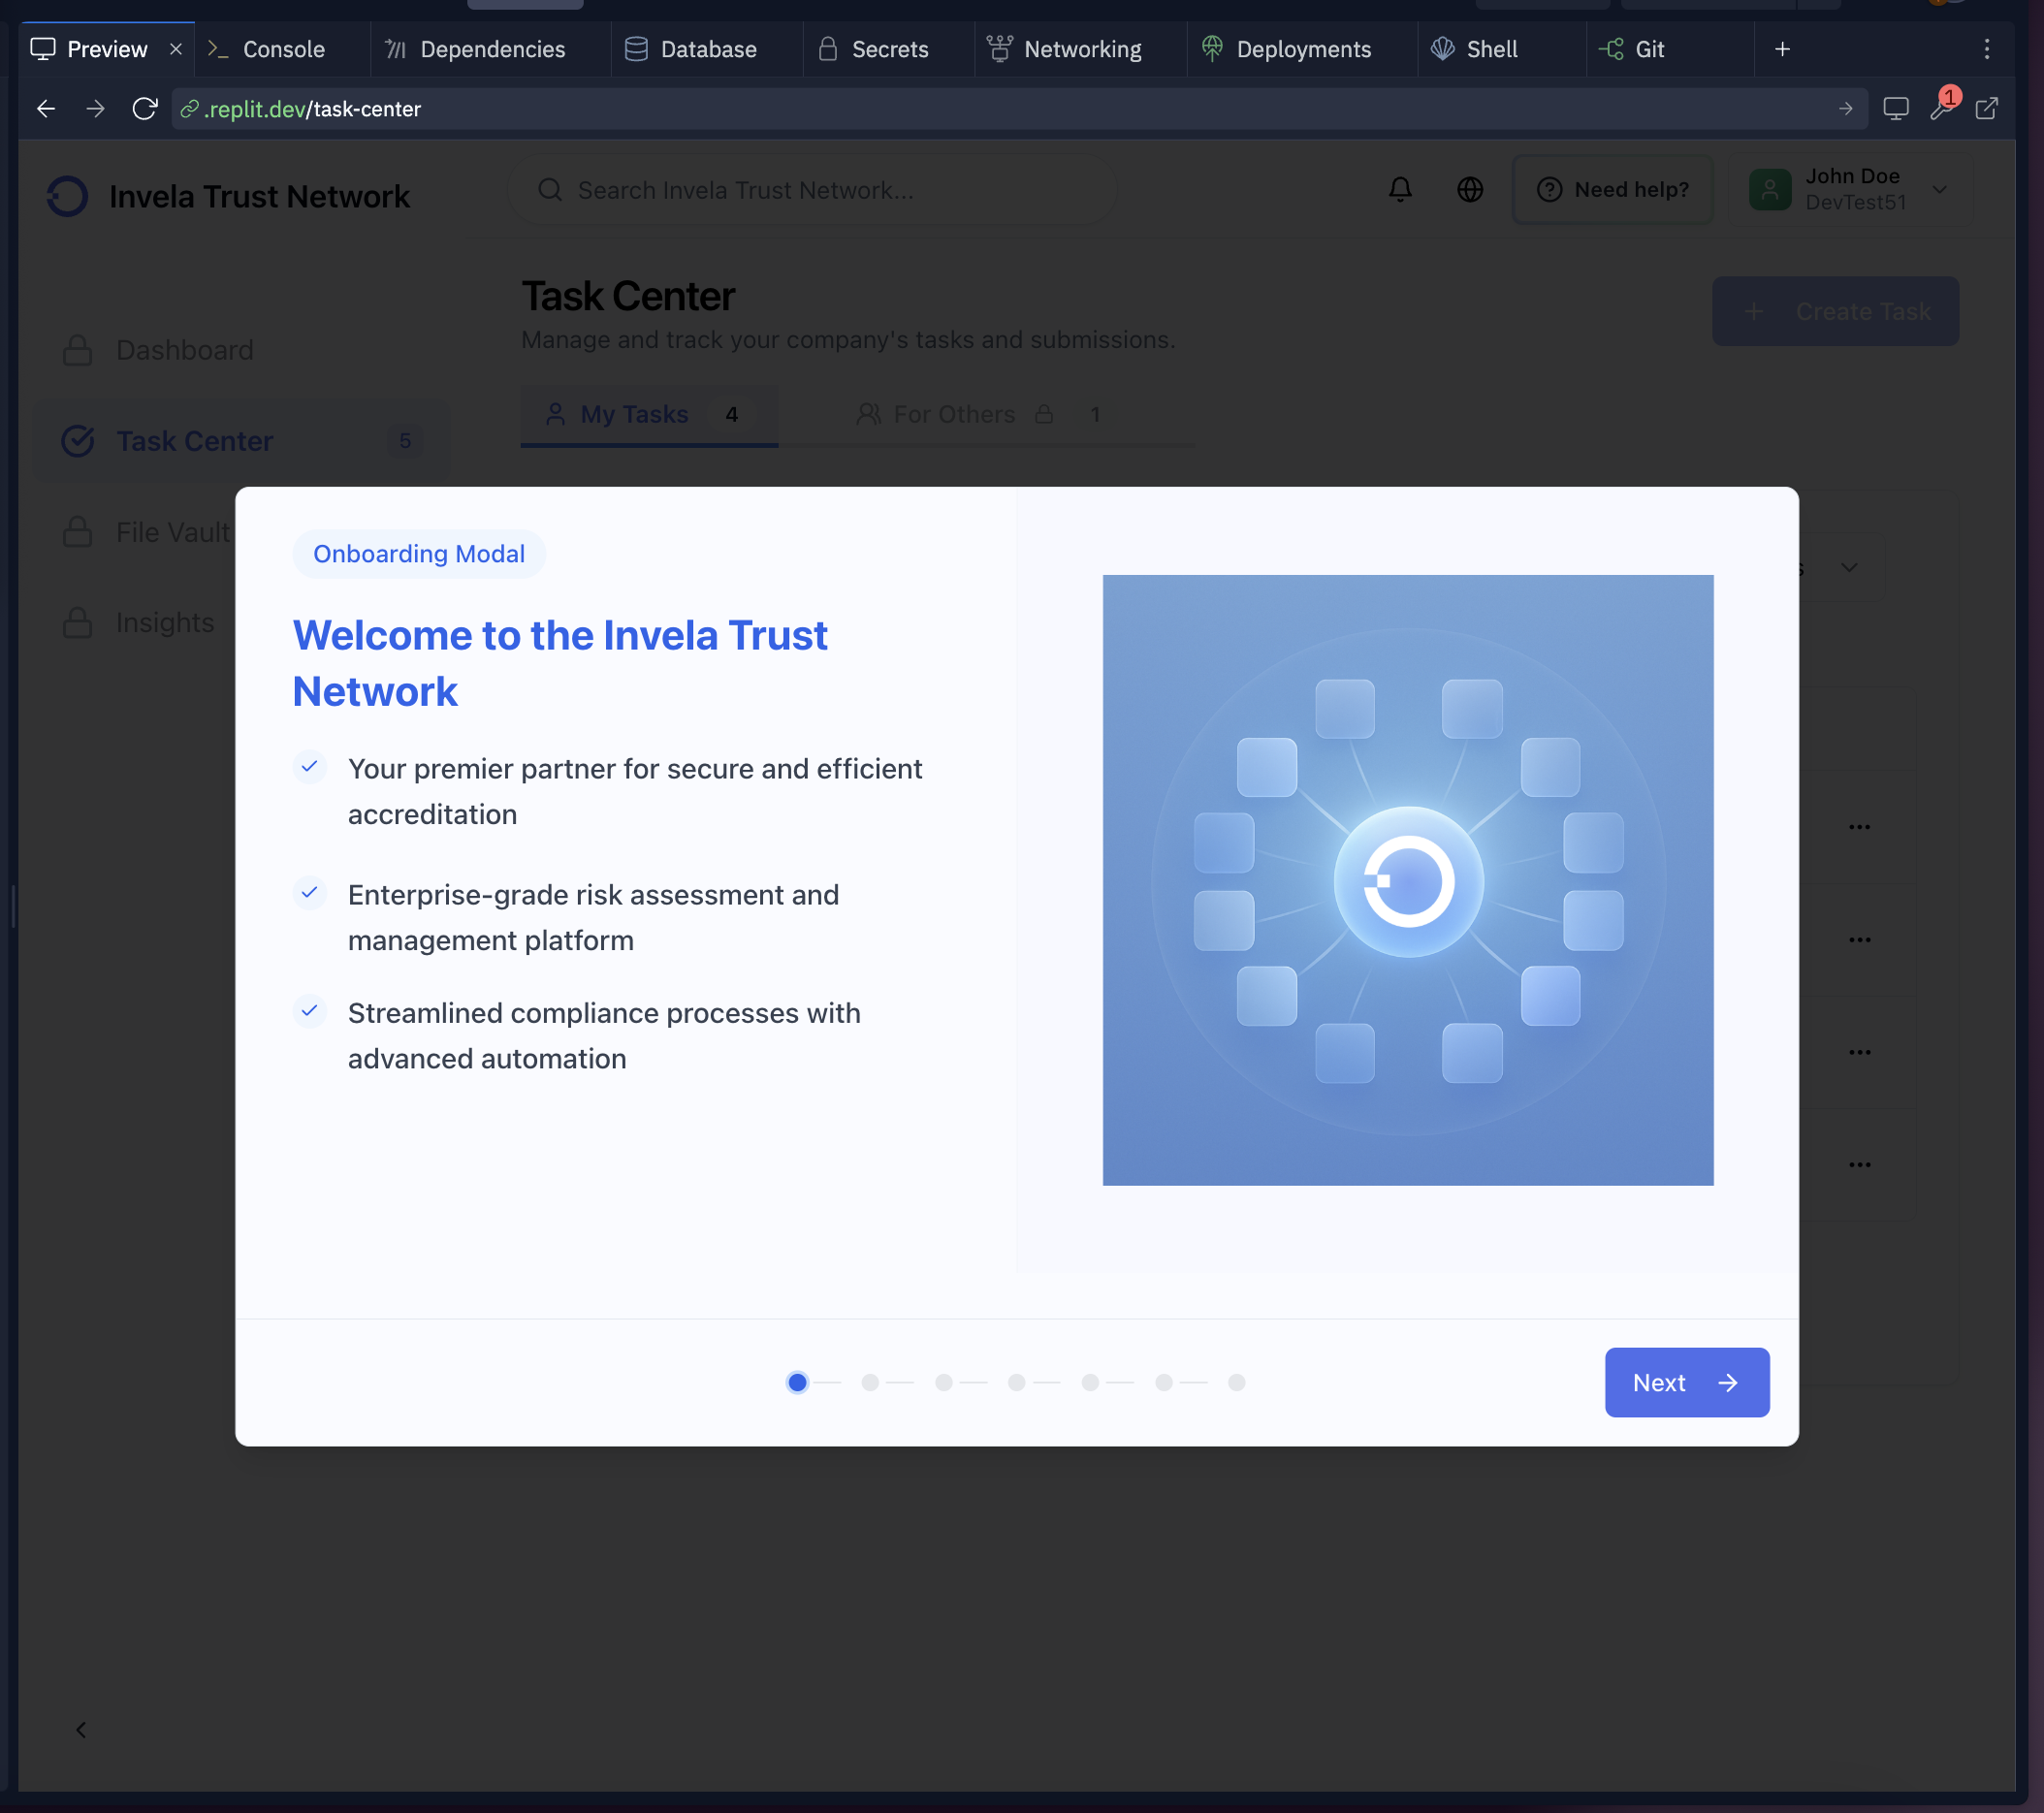 Preview
Console
Dependencies
Database
Secrets
Networking
Deployments
Shell
Git
.replit.dev/task-center
1
Invela Trust Network
Search Invela Trust Network...
Need help?
John Doe
DevTest51
Dashboard
Task Center
5
File Vault
Insights
Task Center
Manage and track your company's tasks and submissions.
Create Task
My Tasks
4
For Others
1
Onboarding Modal
Welcome to the Invela Trust
Network
Your premier partner for secure and efficient
accreditation
Enterprise-grade risk assessment and
management platform
Streamlined compliance processes with
advanced automation
Next